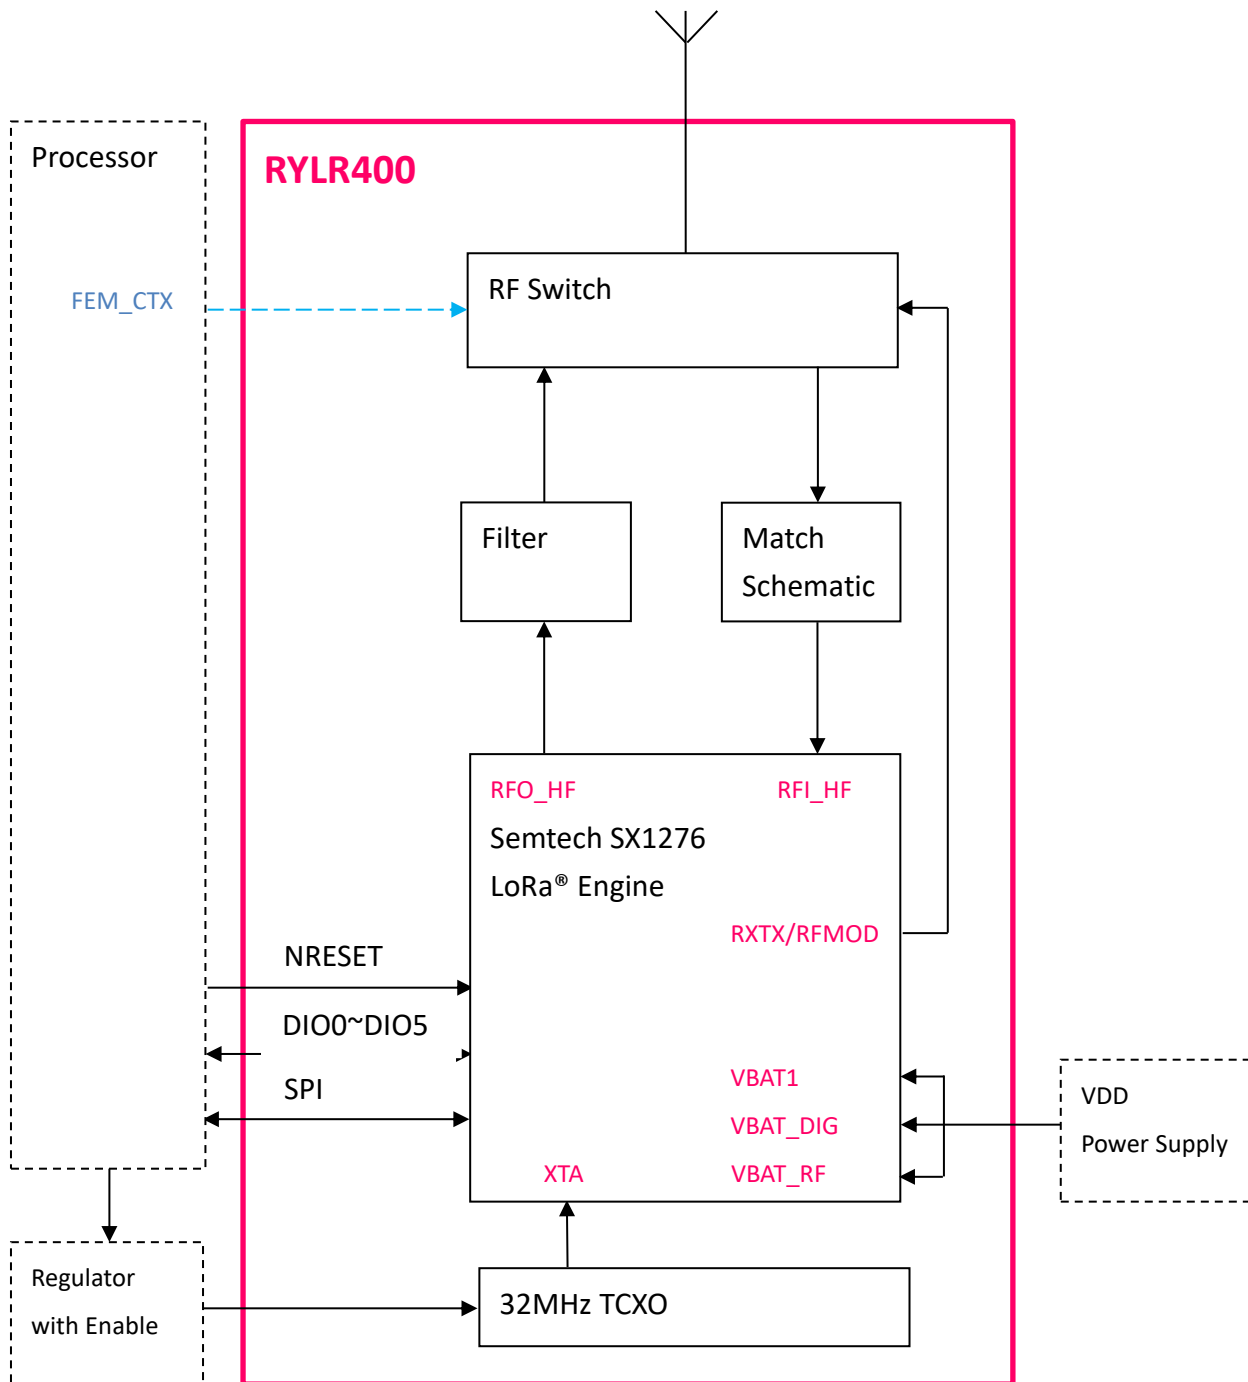 Processor
RYLR400
RF Switch
FEM_CTX
Filter
Match
Schematic
RFO_HF
RFI_HF
Semtech SX1276
LoRa® Engine
RXTX/RFMOD
NRESET
DIO0~DIO5
SPI
VBAT1
VBAT_DIG
VBAT_RF
XTA
VDD
Power Supply
Regulator
with Enable
32MHz TCXO